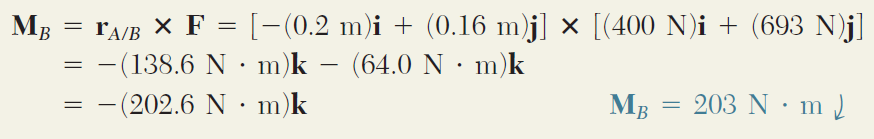 M_B = r_A/B × F = [−(0.2 m)i + (0.16 m)j] × [(400 N)i + (693 N)j]
= −(138.6 N · m)k − (64.0 N · m)k
= −(202.6 N · m)k M_B = 203 N · m ⤸